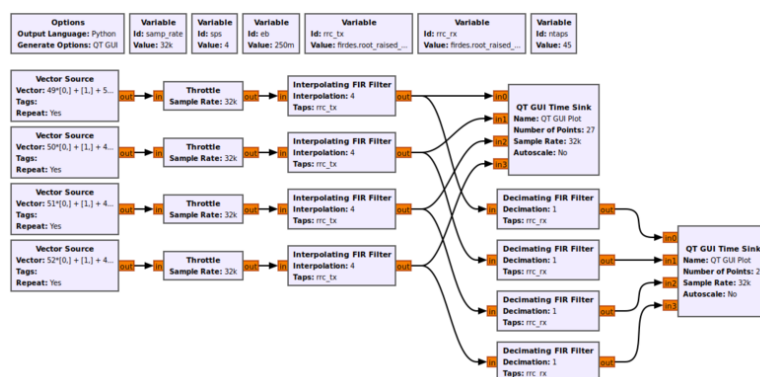 Options
Output Language: Python
Generate Options: QT GUI
Variable
Id: samp_rate
Value: 32k
Variable
Id: sps
Value: 4
Variable
Id: eb
Value: 250m
Variable
Id: rrc_tx
Value: firdes.root_raised_...
Variable
Id: rrc_rx
Value: firdes.root_raised_...
Variable
Id: ntaps
Value: 45
Vector Source
Vector: 49*[0,] + [1,] + 5...
Tags:
Repeat: Yes
out
in
Throttle
Sample Rate: 32k
out
in
Interpolating FIR Filter
Interpolation: 4
Taps: rrc_tx
out
Vector Source
Vector: 50*[0,] + [1,] + 4...
Tags:
Repeat: Yes
out
in
Throttle
Sample Rate: 32k
out
in
Interpolating FIR Filter
Interpolation: 4
Taps: rrc_tx
out
Vector Source
Vector: 51*[0,] + [1,] + 4...
Tags:
Repeat: Yes
out
in
Throttle
Sample Rate: 32k
out
in
Interpolating FIR Filter
Interpolation: 4
Taps: rrc_tx
out
Vector Source
Vector: 52*[0,] + [1,] + 4...
Tags:
Repeat: Yes
out
in
Throttle
Sample Rate: 32k
out
in
Interpolating FIR Filter
Interpolation: 4
Taps: rrc_tx
out
in0
in1
in2
in3
QT GUI Time Sink
Name: QT GUI Plot
Number of Points: 27
Sample Rate: 32k
Autoscale: No
in
Decimating FIR Filter
Decimation: 1
Taps: rrc_rx
out
in
Decimating FIR Filter
Decimation: 1
Taps: rrc_rx
out
in
Decimating FIR Filter
Decimation: 1
Taps: rrc_rx
out
in
Decimating FIR Filter
Decimation: 1
Taps: rrc_rx
out
in0
in1
in2
in3
QT GUI Time Sink
Name: QT GUI Plot
Number of Points: 2
Sample Rate: 32k
Autoscale: No